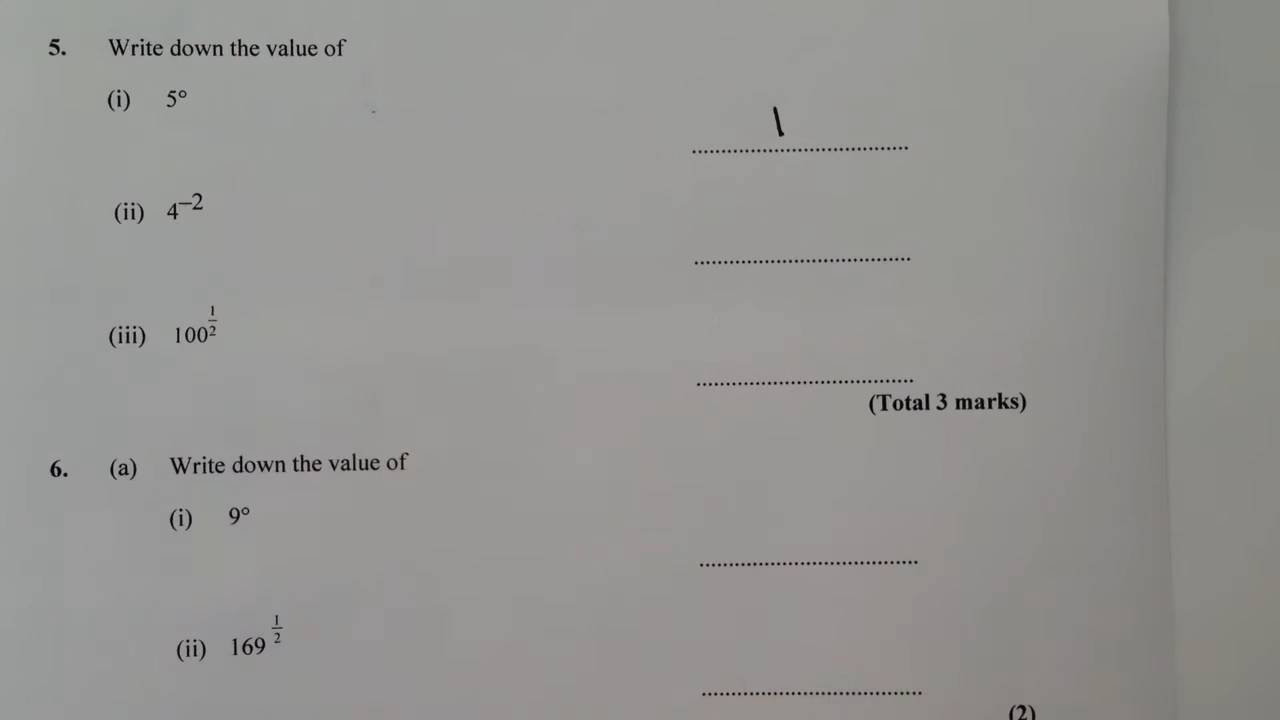 5. Write down the value of
(i) 5°
1
(ii) 4⁻²
(iii) 100^(1/2)
(Total 3 marks)
6. (a) Write down the value of
(i) 9°
(ii) 169^(1/2)
(2)